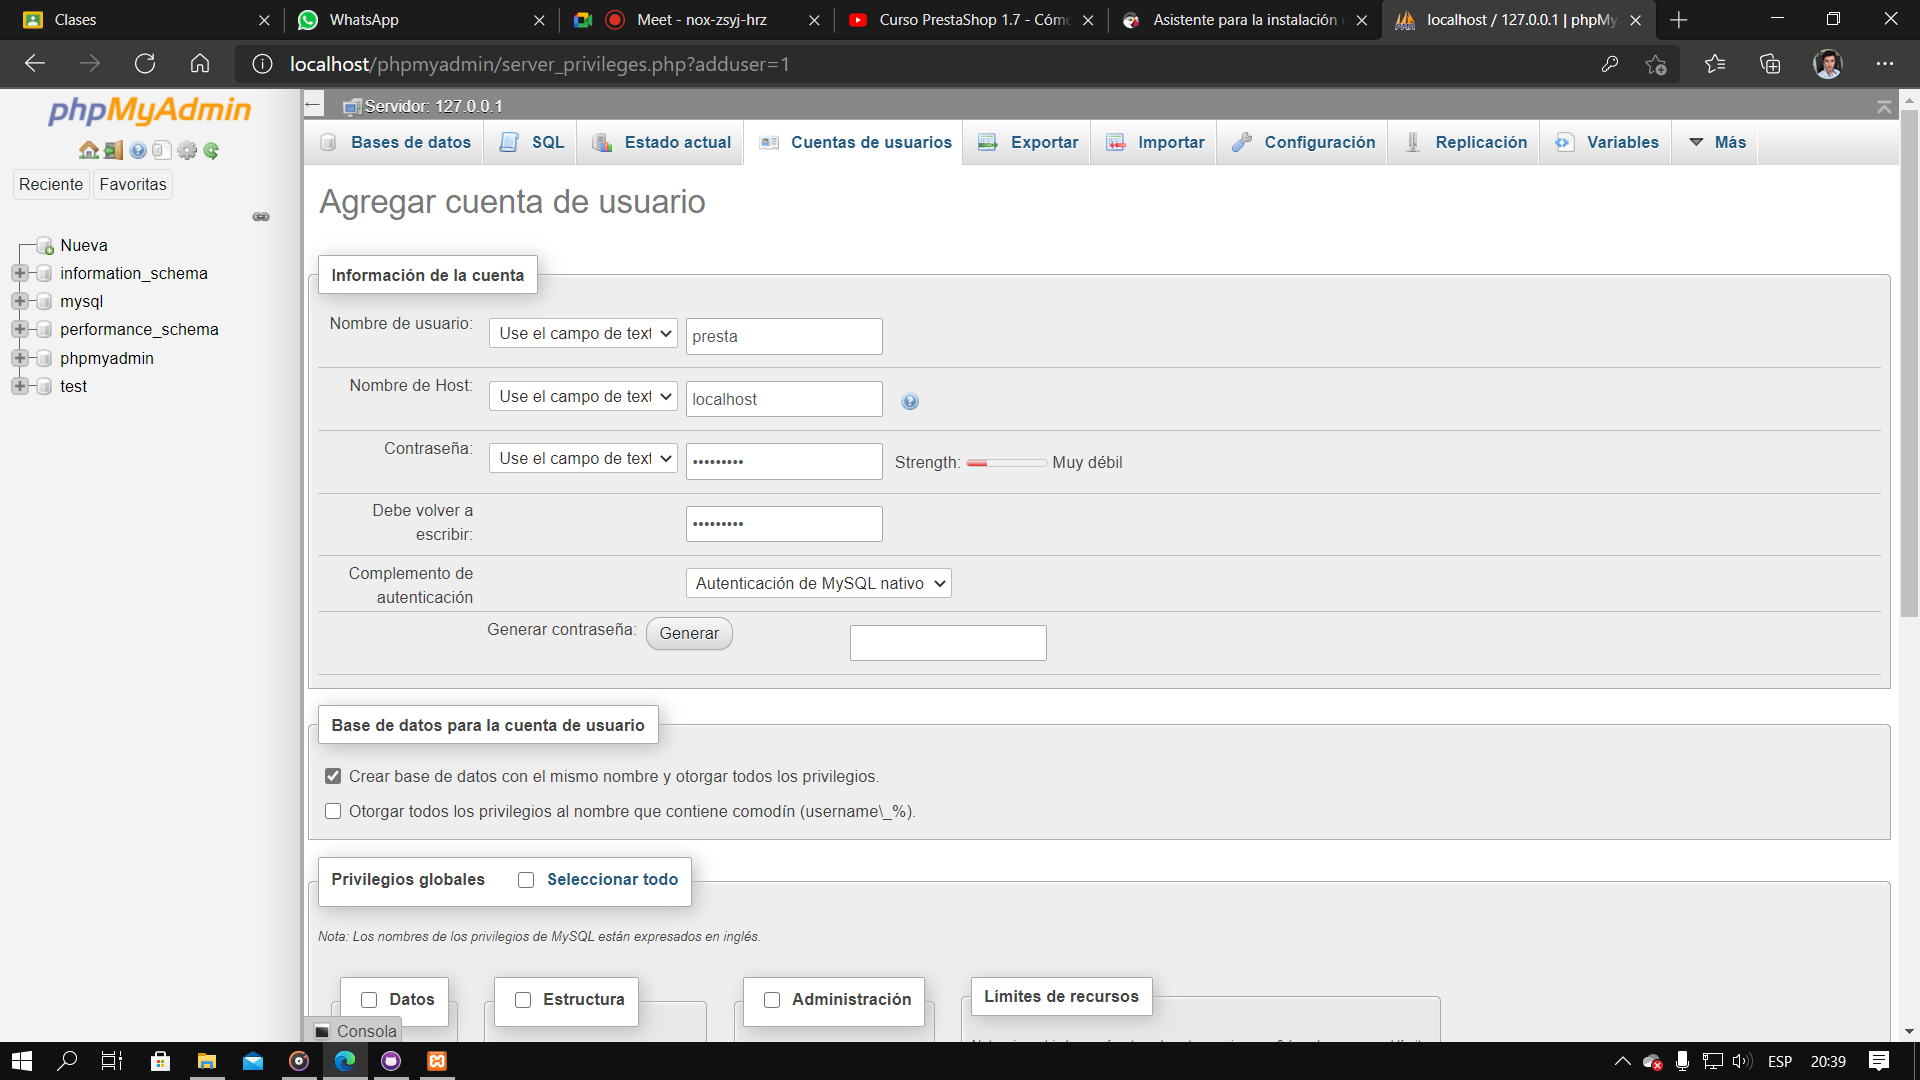 Clases
WhatsApp
Meet - nox-zsyj-hrz
Curso PrestaShop 1.7 - Cómo
Asistente para la instalación
localhost / 127.0.0.1 | phpMy
localhost/phpmyadmin/server_privileges.php?adduser=1
phpMyAdmin
Reciente
Favoritas
Nueva
information_schema
mysql
performance_schema
phpmyadmin
test
Servidor: 127.0.0.1
Bases de datos
SQL
Estado actual
Cuentas de usuarios
Exportar
Importar
Configuración
Replicación
Variables
Más
Agregar cuenta de usuario
Información de la cuenta
Nombre de usuario:
Use el campo de text
presta
Nombre de Host:
Use el campo de text
localhost
Contraseña:
Use el campo de text
•••••••••
Strength:
Muy débil
Debe volver a
escribir:
•••••••••
Complemento de
autenticación
Autenticación de MySQL nativo
Generar contraseña:
Generar
Base de datos para la cuenta de usuario
Crear base de datos con el mismo nombre y otorgar todos los privilegios.
Otorgar todos los privilegios al nombre que contiene comodín (username\_%).
Privilegios globales
Seleccionar todo
Nota: Los nombres de los privilegios de MySQL están expresados en inglés.
Datos
Estructura
Administración
Límites de recursos
Consola
ESP
20:39